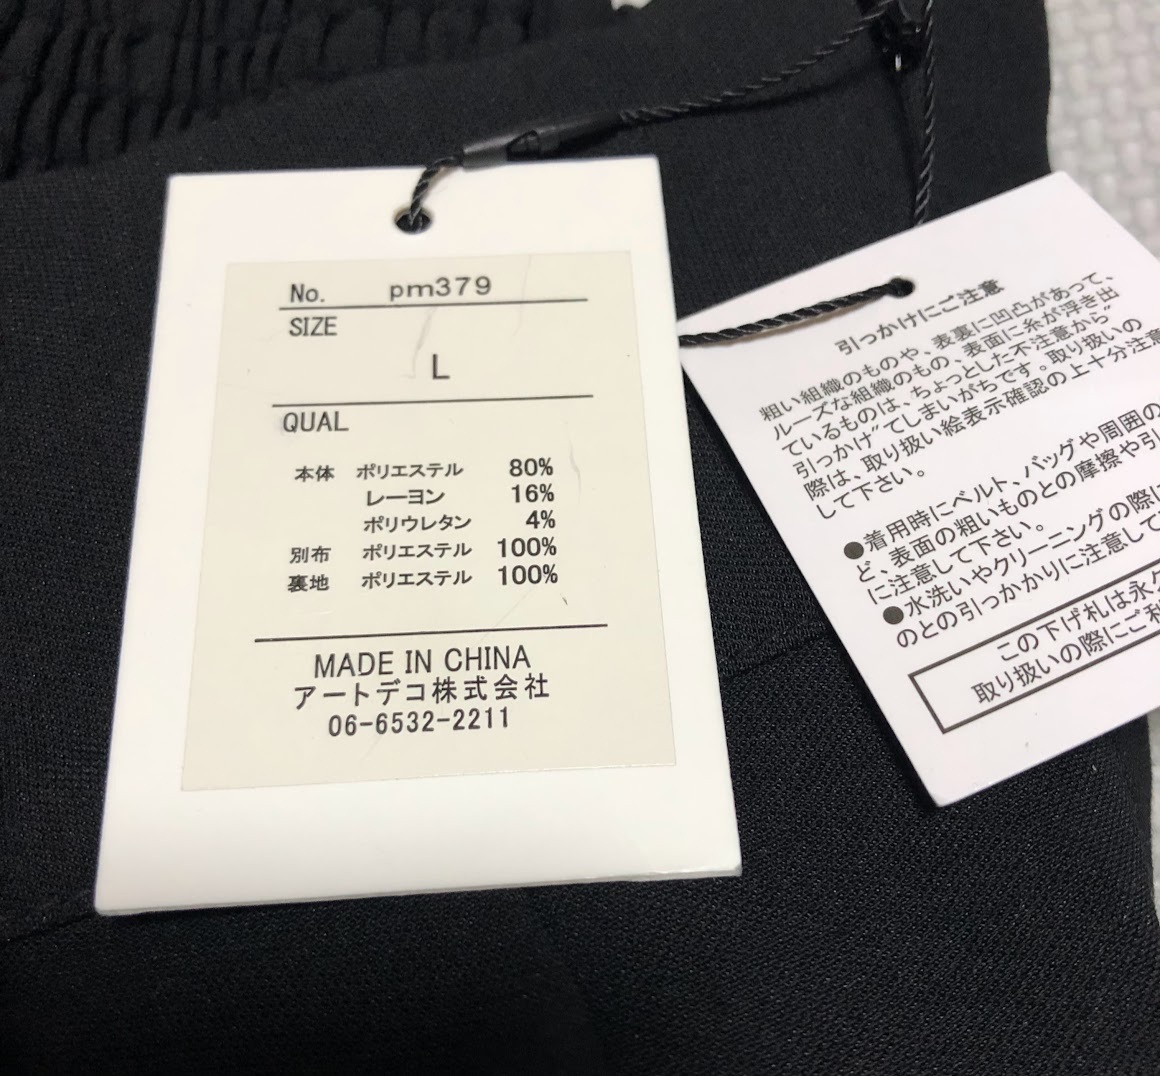 No. pm379
SIZE
L
QUAL
本体 ポリエステル 80%
レーヨン 16%
ポリウレタン 4%
別布 ポリエステル 100%
裏地 ポリエステル 100%
MADE IN CHINA
アートデコ株式会社
06-6532-2211
引っかけにご注意
粗い組織のものや、表裏に凹凸があって、
ルーズな組織のもの、表面に糸が浮き出
ているものは、ちょっとした不注意から"
引っかけ"てしまいがちです。取り扱いの
際は、取り扱い絵表示確認の上十分注意
して下さい。
●着用時にベルト、バッグや周囲の
ど、表面の粗いものとの摩擦や引
に注意して下さい。
●水洗いやクリーニングの際に
のとの引っかかりに注意して
この下げ札は永久
取り扱いの際にご利